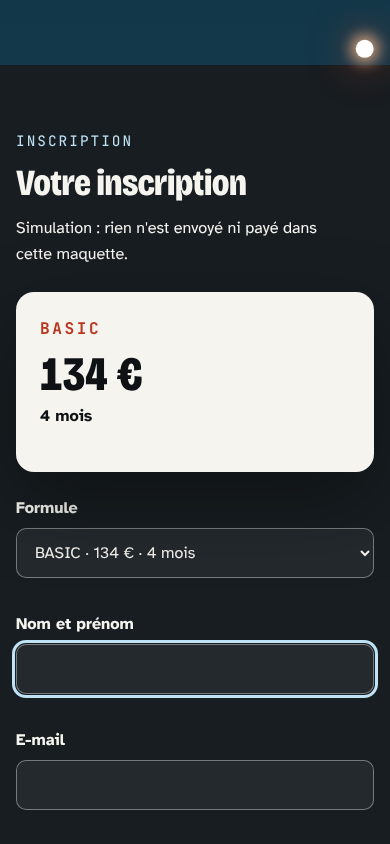 INSCRIPTION
Votre inscription
Simulation : rien n'est envoyé ni payé dans
cette maquette.
BASIC
134 €
4 mois
Formule
BASIC · 134 € · 4 mois
Nom et prénom
E-mail